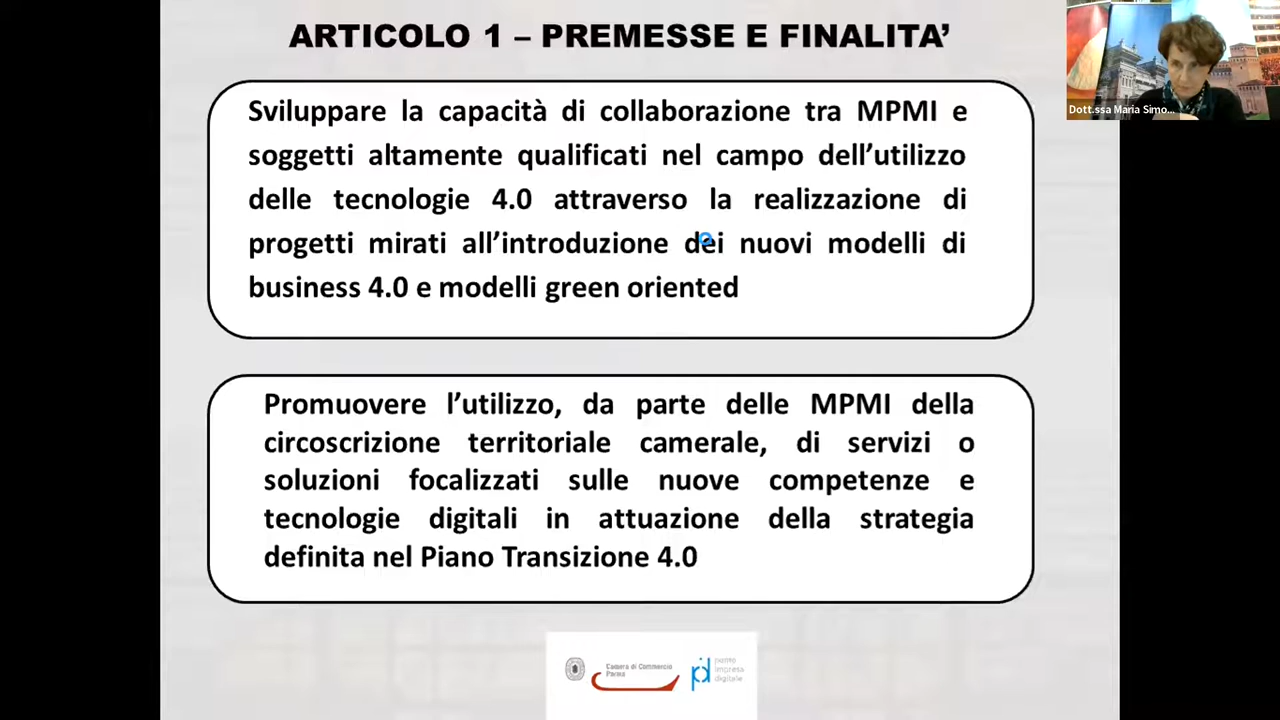 ARTICOLO 1 – PREMESSE E FINALITA’
Dott.ssa Maria Simo...
Sviluppare la capacità di collaborazione tra MPMI e
soggetti altamente qualificati nel campo dell’utilizzo
delle tecnologie 4.0 attraverso la realizzazione di
progetti mirati all’introduzione dei nuovi modelli di
business 4.0 e modelli green oriented
Promuovere l’utilizzo, da parte delle MPMI della
circoscrizione territoriale camerale, di servizi o
soluzioni focalizzati sulle nuove competenze e
tecnologie digitali in attuazione della strategia
definita nel Piano Transizione 4.0
Camera di Commercio
Parma
pid
punto
impresa
digitale